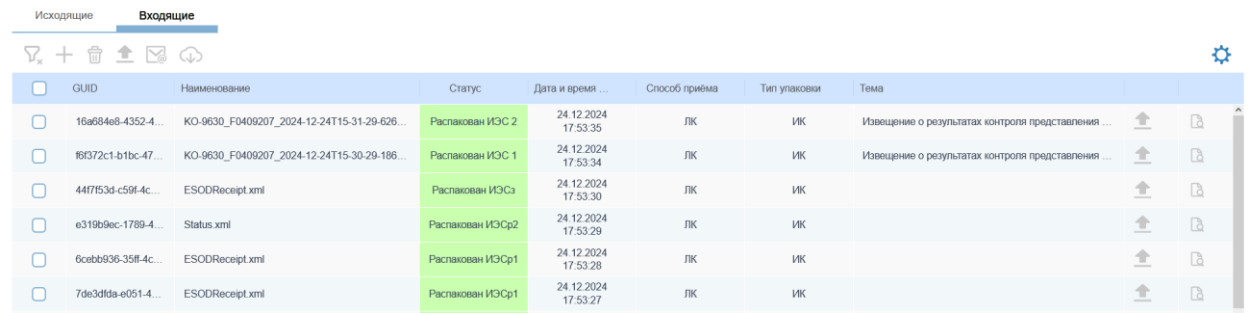 Исходящие Входящие
GUID Наименование Статус Дата и время ... Способ приёма Тип упаковки Тема
16a684e8-4352-4... KO-9630_F0409207_2024-12-24T15-31-29-626... Распакован ИЭС 2 24.12.2024 17:53:35 ЛК ИК Извещение о результатах контроля представления ...
f6f372c1-b1bc-47... KO-9630_F0409207_2024-12-24T15-30-29-186... Распакован ИЭС 1 24.12.2024 17:53:34 ЛК ИК Извещение о результатах контроля представления ...
44f7f53d-c59f-4c... ESODReceipt.xml Распакован ИЭСз 24.12.2024 17:53:30 ЛК ИК
e319b9ec-1789-4... Status.xml Распакован ИЭСр2 24.12.2024 17:53:29 ЛК ИК
6cebb936-35ff-4c... ESODReceipt.xml Распакован ИЭСр1 24.12.2024 17:53:28 ЛК ИК
7de3dfda-e051-4... ESODReceipt.xml Распакован ИЭСр1 24.12.2024 17:53:27 ЛК ИК